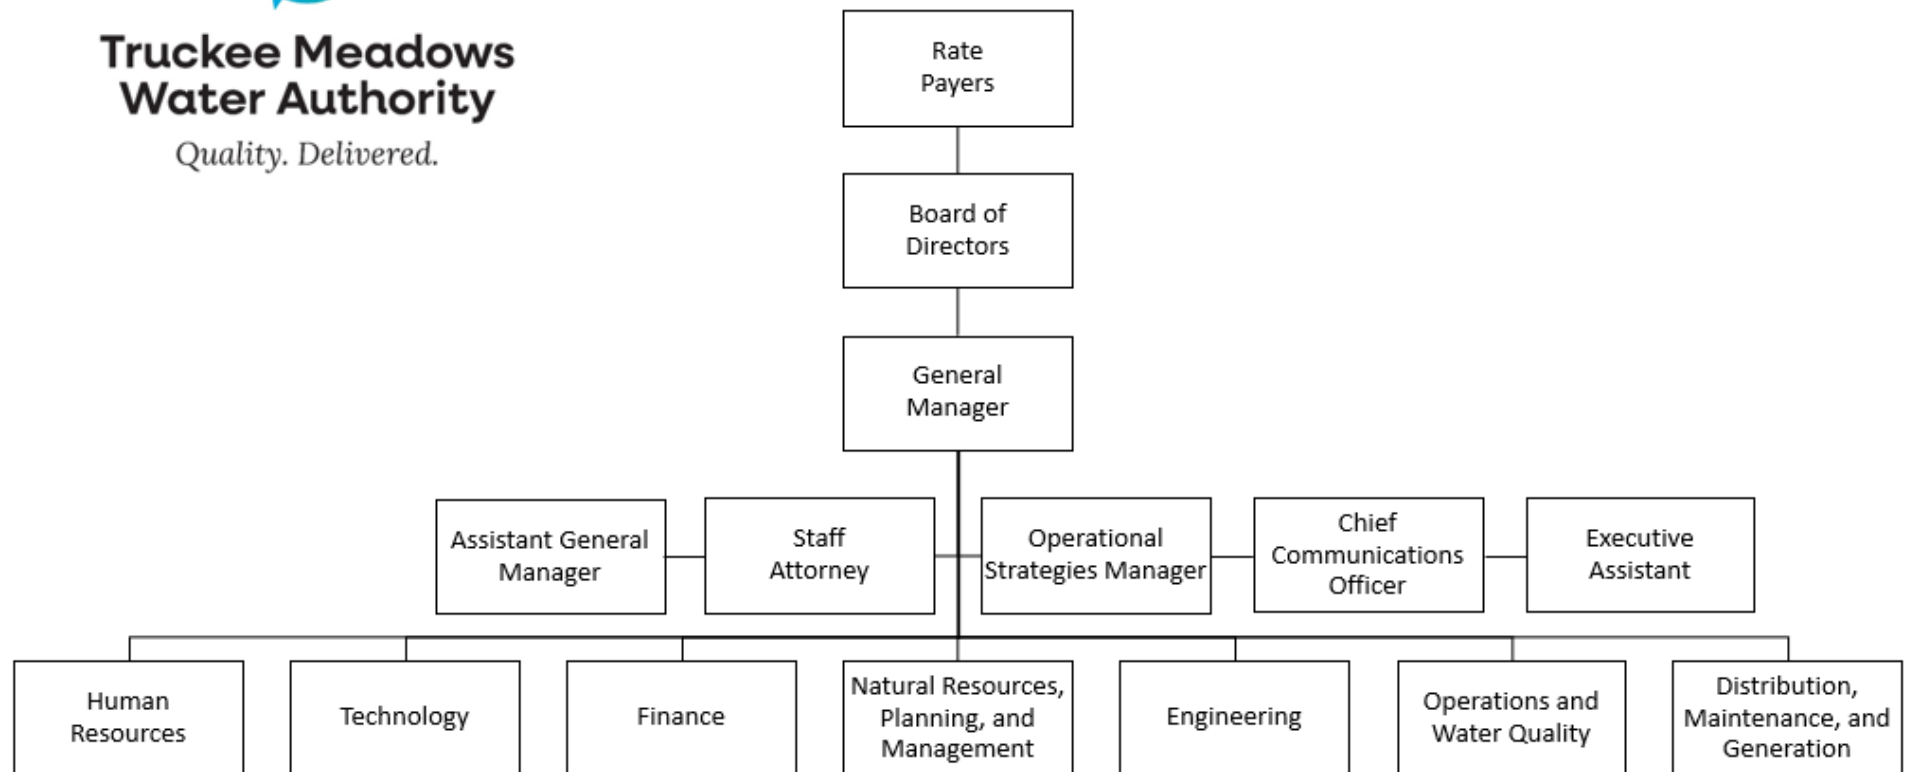 Truckee Meadows
Water Authority
Quality. Delivered.
Rate
Payers
Board of
Directors
General
Manager
Assistant General
Manager
Staff
Attorney
Operational
Strategies Manager
Chief
Communications
Officer
Executive
Assistant
Human
Resources
Technology
Finance
Natural Resources,
Planning, and
Management
Engineering
Operations and
Water Quality
Distribution,
Maintenance, and
Generation